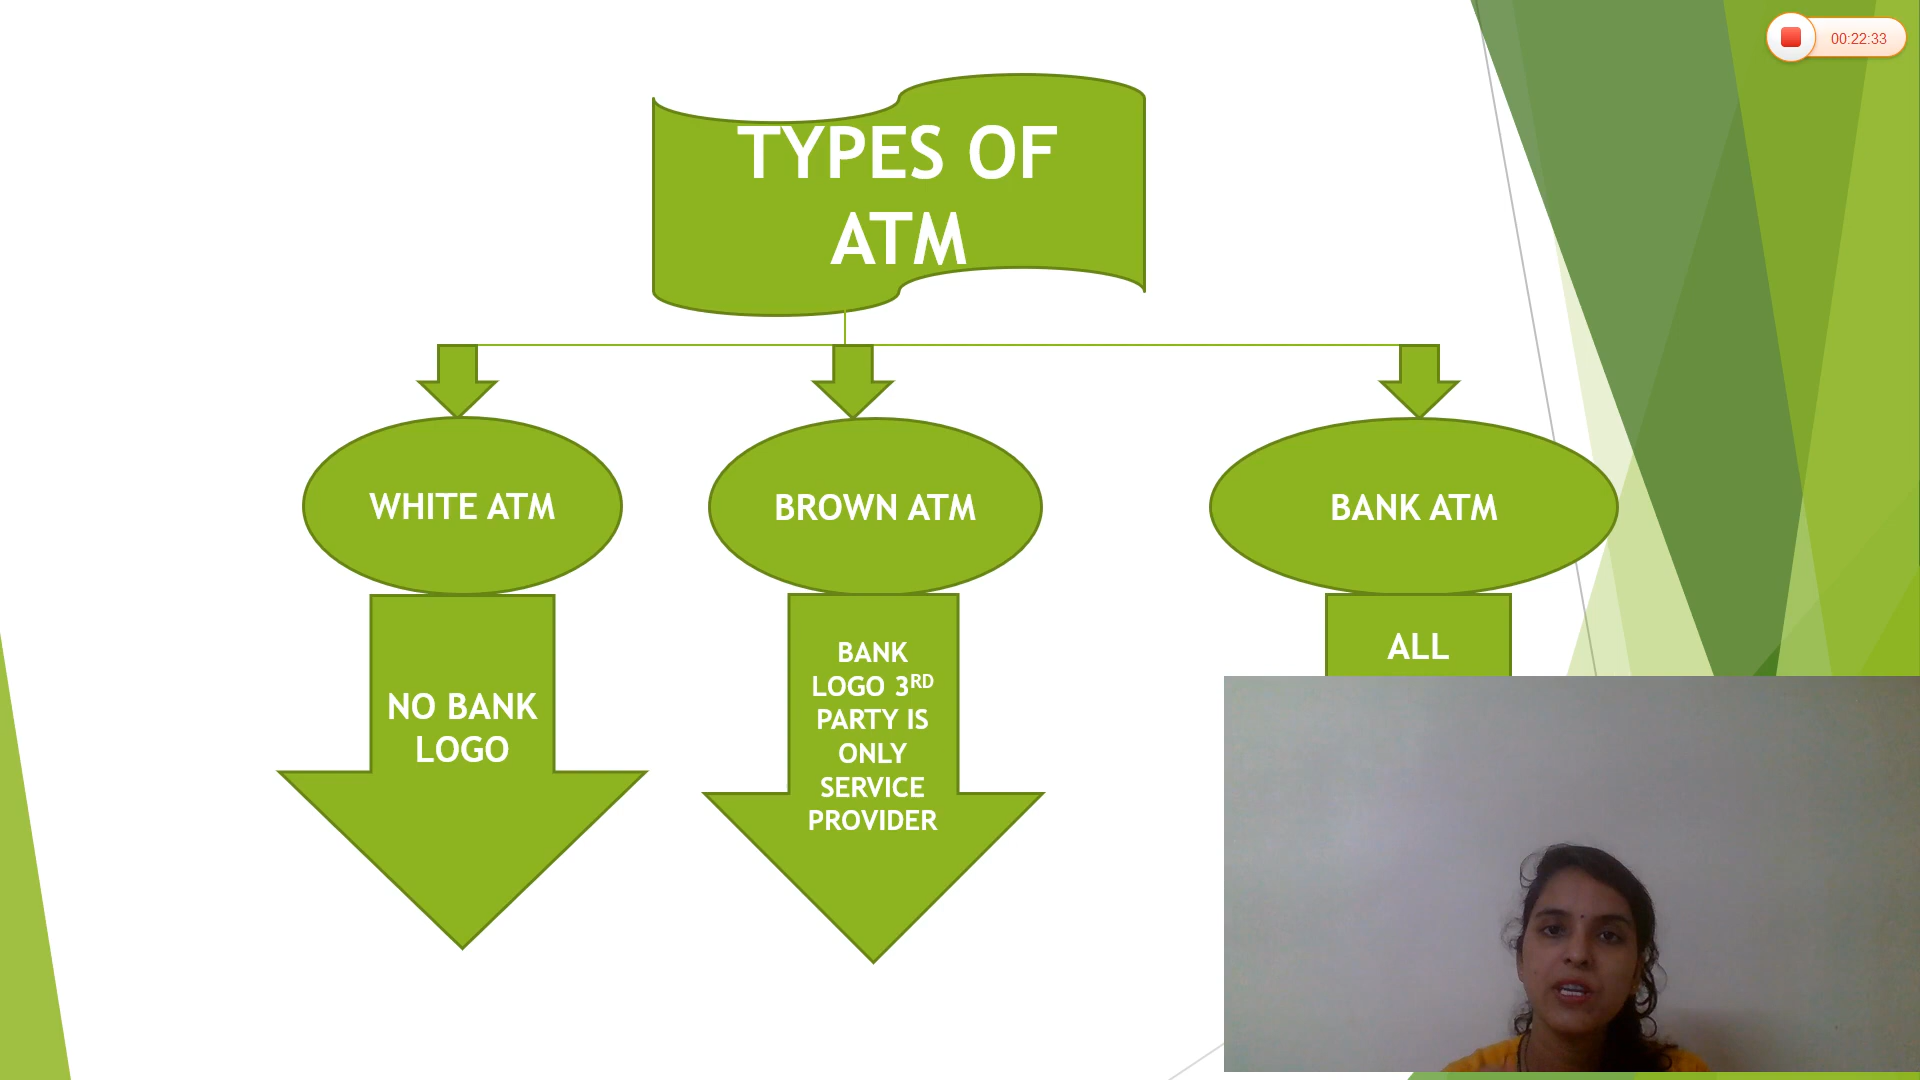 00:22:33
TYPES OF
ATM
WHITE ATM
BROWN ATM
BANK ATM
NO BANK
LOGO
BANK
LOGO 3RD
PARTY IS
ONLY
SERVICE
PROVIDER
ALL